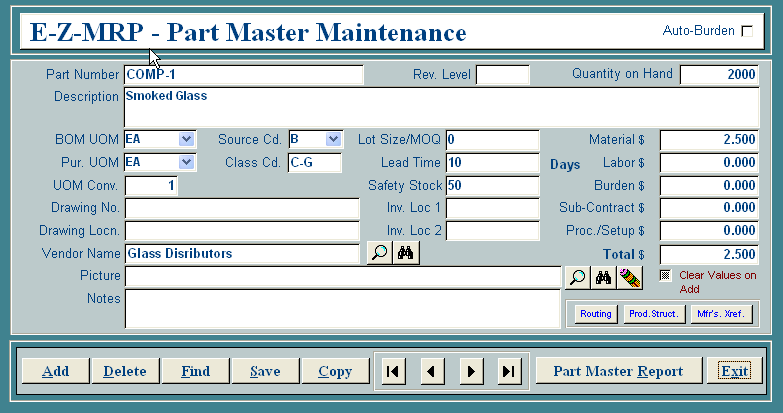 E-Z-MRP - Part Master Maintenance Auto-Burden
Part Number COMP-1 Rev. Level Quantity on Hand 2000
Description Smoked Glass
BOM UOM EA Source Cd. B Lot Size/MOQ 0 Material $ 2.500
Pur. UOM EA Class Cd. C-G Lead Time 10 Days Labor $ 0.000
UOM Conv. 1 Safety Stock 50 Burden $ 0.000
Drawing No. Inv. Loc 1 Sub-Contract $ 0.000
Drawing Locn. Inv. Loc 2 Proc./Setup $ 0.000
Vendor Name Glass Disributors Total $ 2.500
Picture Clear Values on
Add
Notes Routing Prod.Struct. Mfr's. Xref.
Add Delete Find Save Copy Part Master Report Exit